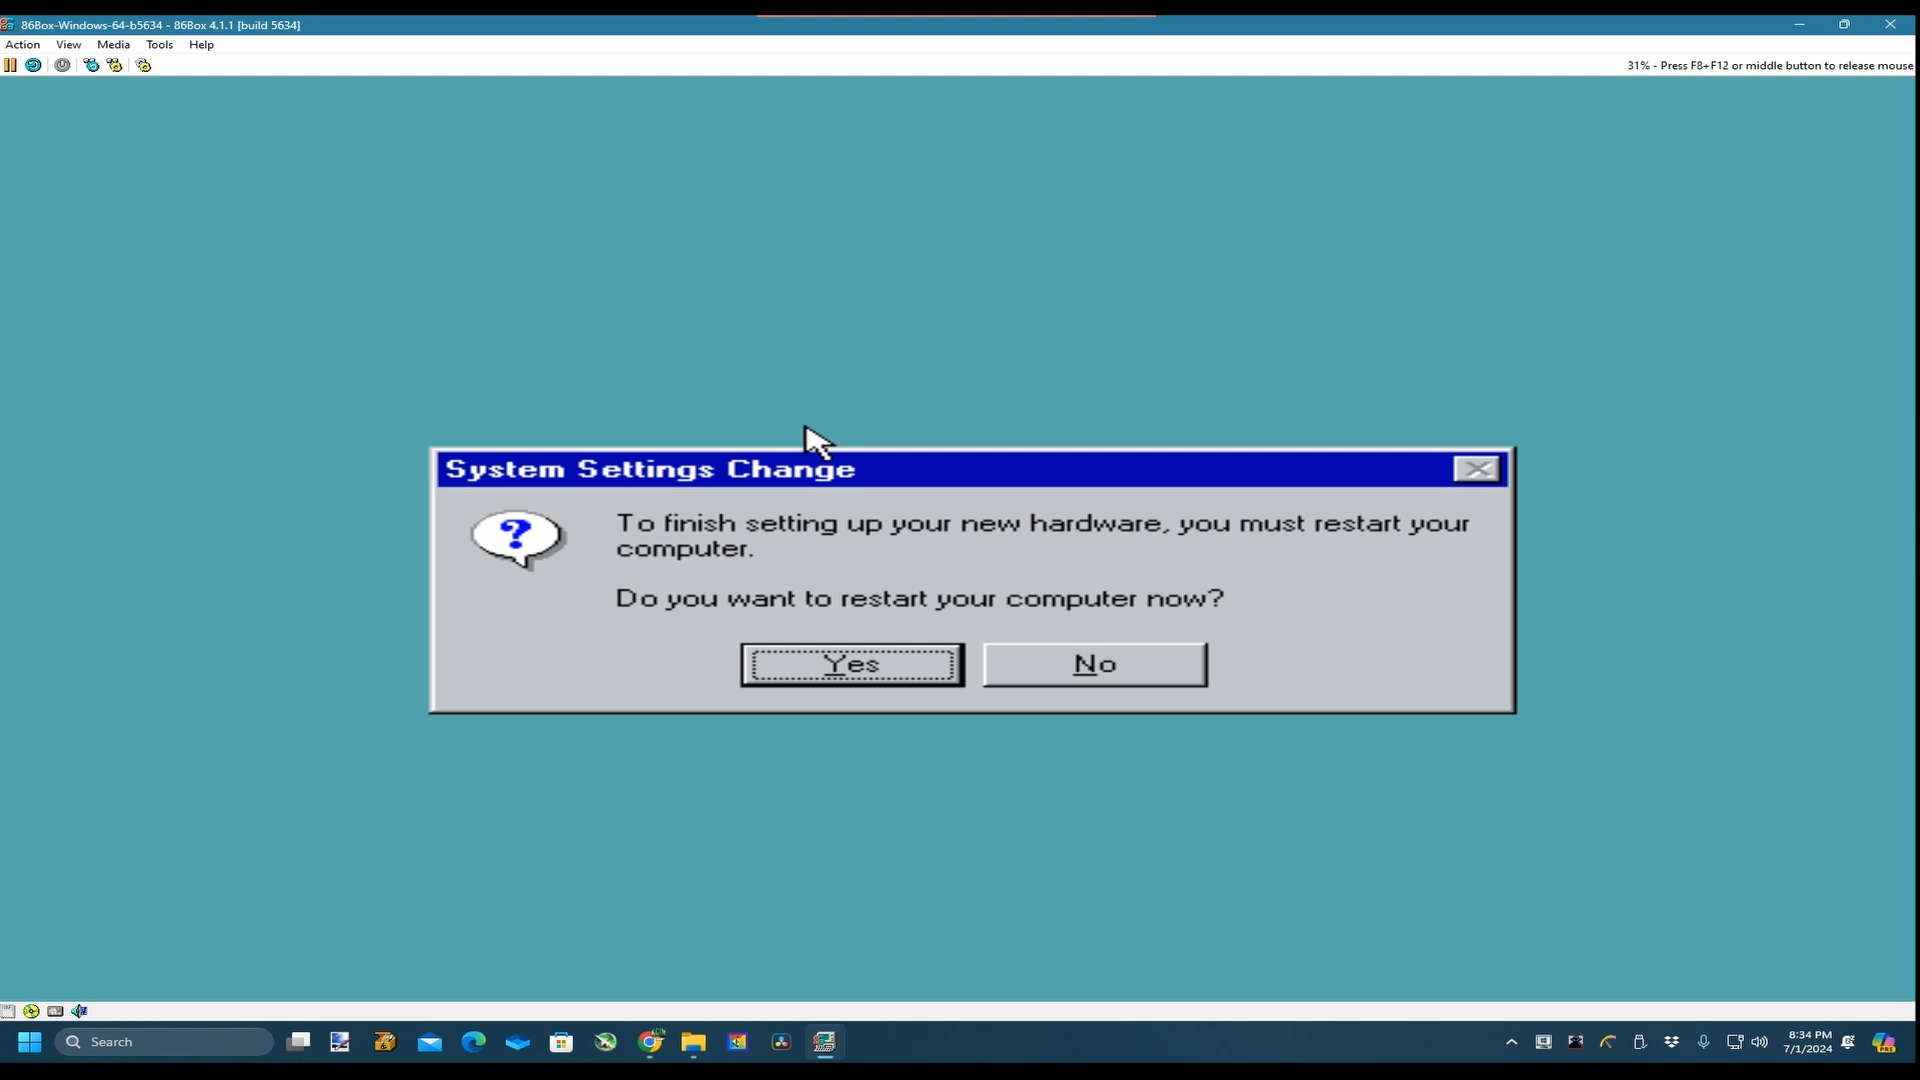 86Box-Windows-64-b5634 - 86Box 4.1.1 [build 5634]
Action View Media Tools Help
31% - Press F8+F12 or middle button to release mouse
System Settings Change
To finish setting up your new hardware, you must restart your
computer.
Do you want to restart your computer now?
Yes No
Search
8:34 PM
7/1/2024
PRE